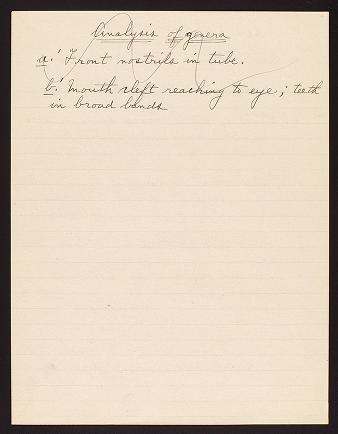 Analysis of genera
a.' Front nostrils in tube.
b.' Mouth cleft reaching to eye; teeth
in broad bands